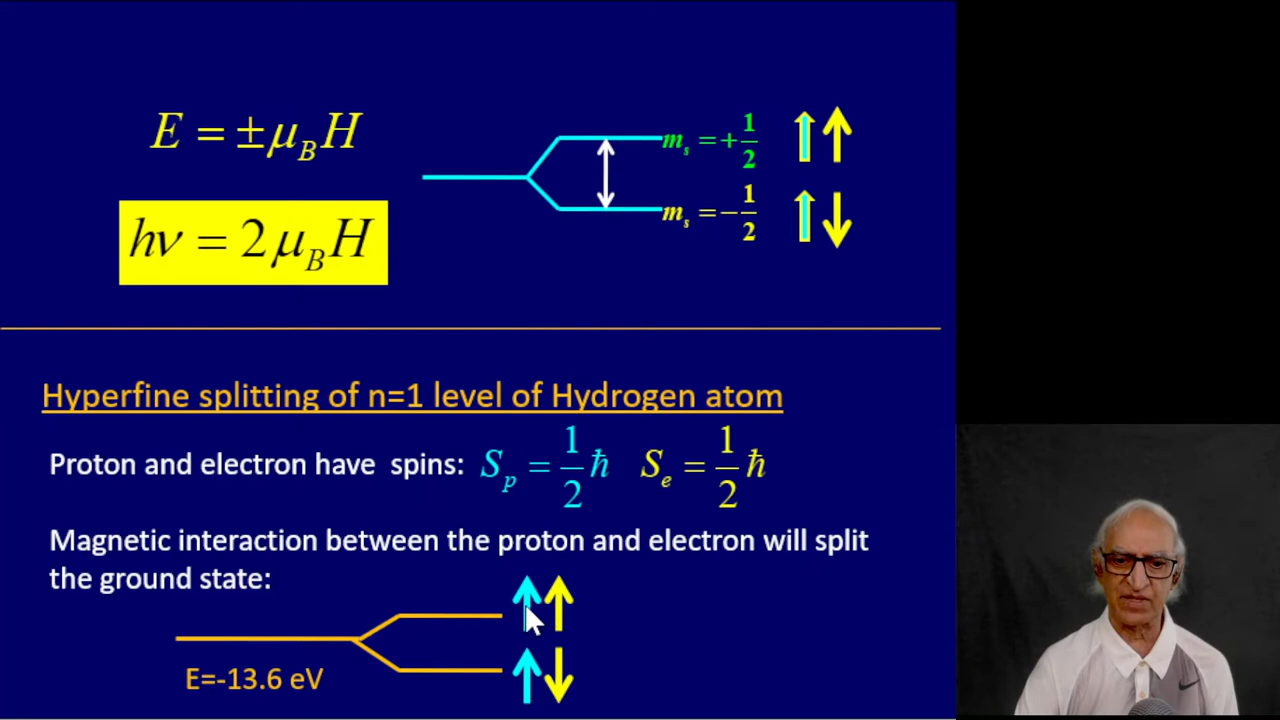 E = ±μ_B H
m_s = +1/2
m_s = −1/2
hν = 2μ_B H
Hyperfine splitting of n=1 level of Hydrogen atom
Proton and electron have spins: S_p = 1/2 ħ S_e = 1/2 ħ
Magnetic interaction between the proton and electron will split
the ground state:
E=-13.6 eV